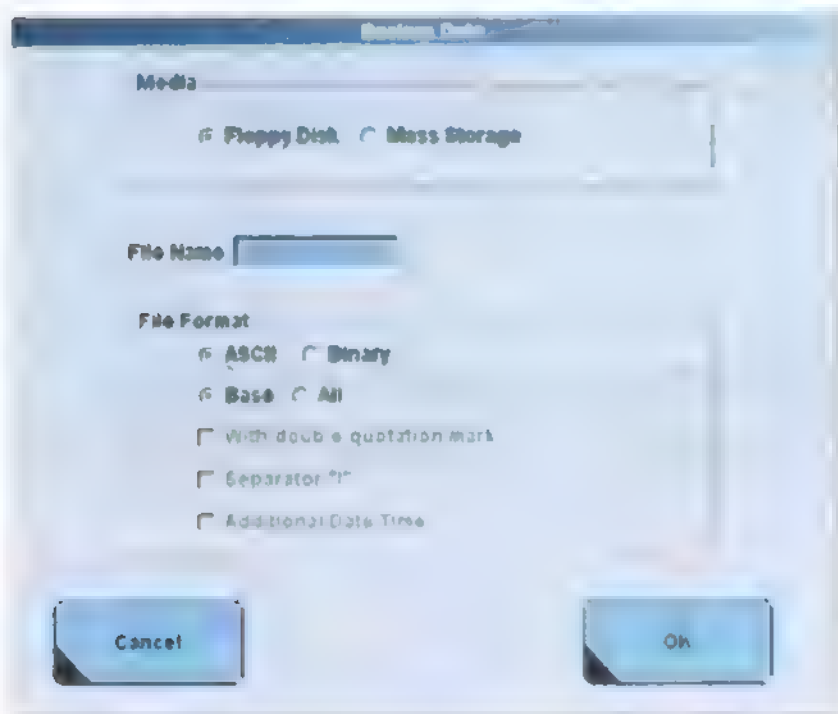 Media
Floppy Disk Mass Storage
File Name
File Format
ASCII Binary
Base All
With double quotation mark
Separator "|"
Additional Date Time
Cancel OK